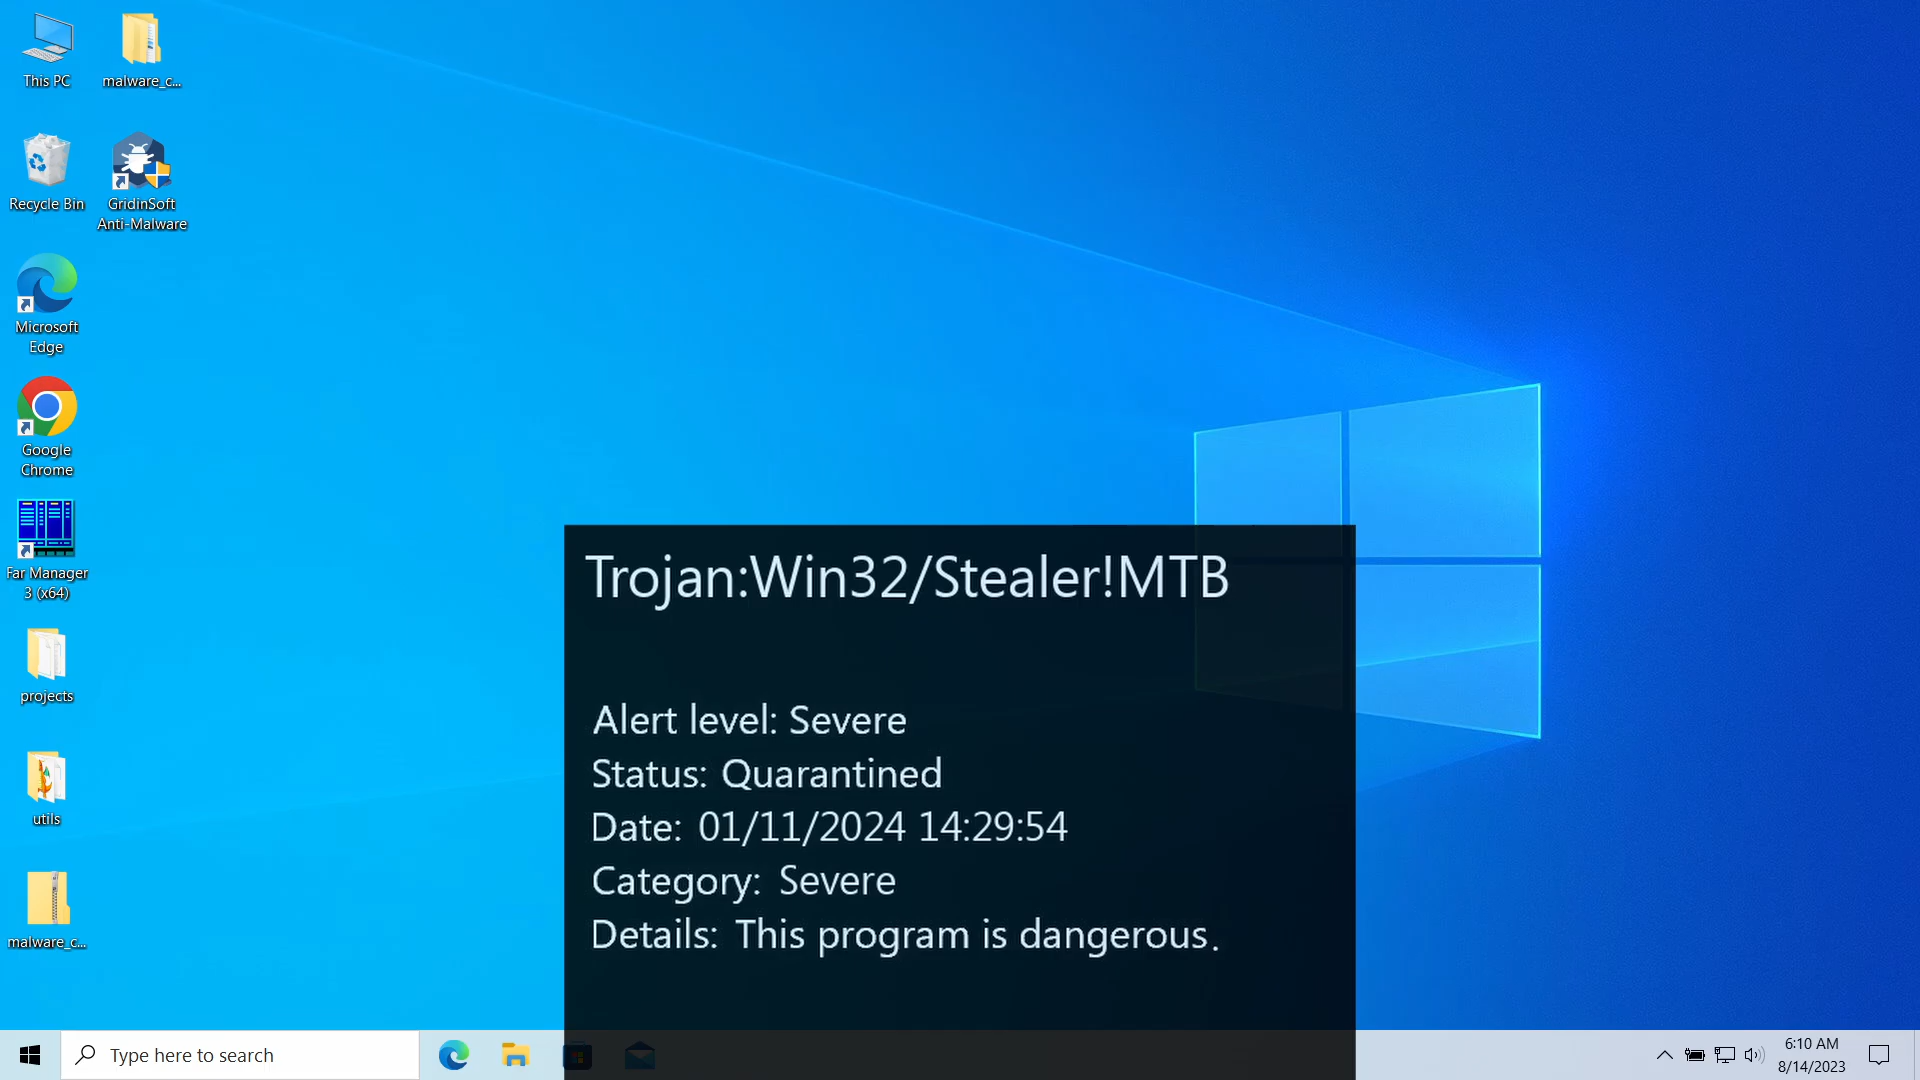 This PC
malware_c...
Recycle Bin
GridinSoft
Anti-Malware
Microsoft
Edge
Google
Chrome
Far Manager
3 (x64)
projects
utils
malware_c...
Trojan:Win32/Stealer!MTB
Alert level: Severe
Status: Quarantined
Date: 01/11/2024 14:29:54
Category: Severe
Details: This program is dangerous.
Type here to search
6:10 AM
8/14/2023